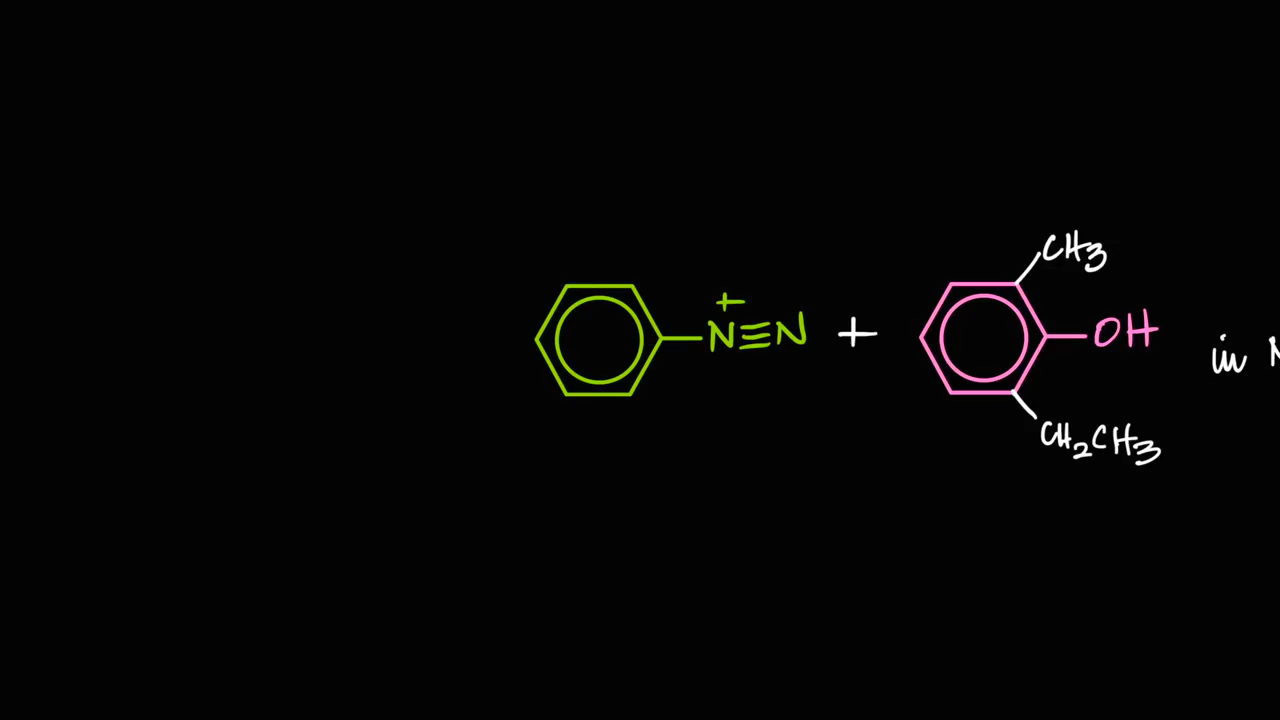 CH3
+
N≡N + OH
in
CH2CH3